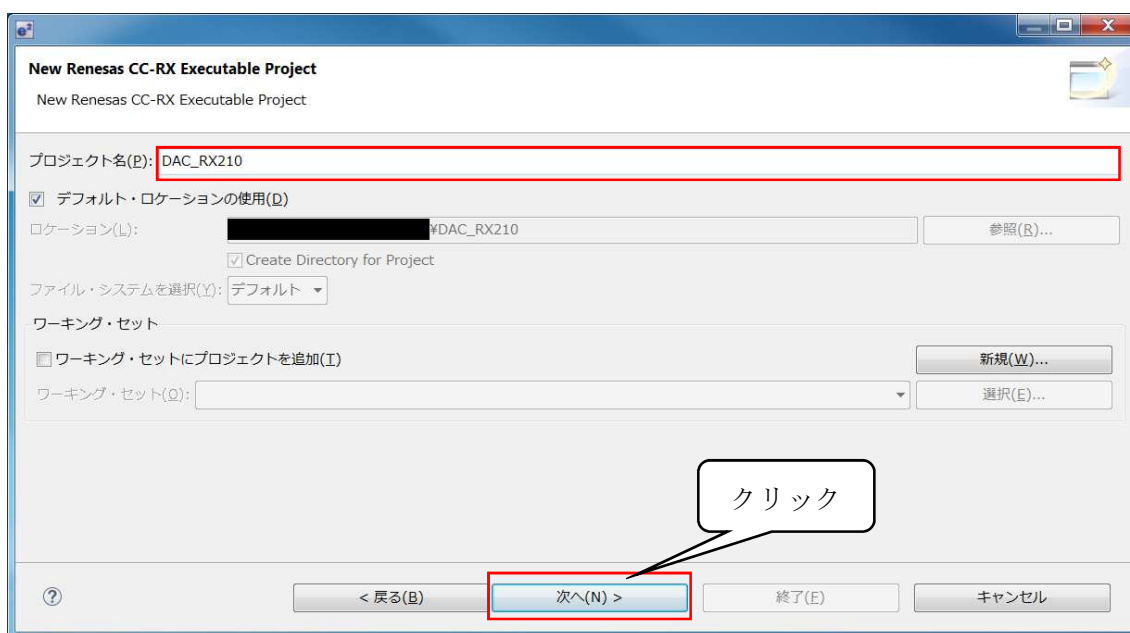 e²
New Renesas CC-RX Executable Project
New Renesas CC-RX Executable Project
プロジェクト名(P): DAC_RX210
デフォルト・ロケーションの使用(D)
ロケーション(L): ¥DAC_RX210 参照(R)...
Create Directory for Project
ファイル・システムを選択(Y): デフォルト
ワーキング・セット
ワーキング・セットにプロジェクトを追加(T) 新規(W)...
ワーキング・セット(O): 選択(E)...
クリック
? < 戻る(B) 次へ(N) > 終了(F) キャンセル